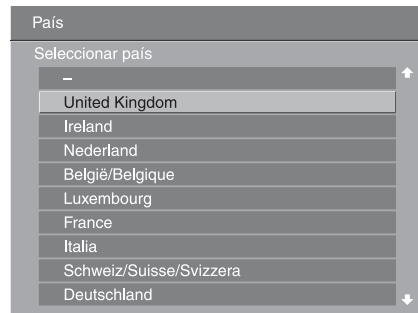 País
Seleccionar país
–
United Kingdom
Ireland
Nederland
België/Belgique
Luxembourg
France
Italia
Schweiz/Suisse/Svizzera
Deutschland